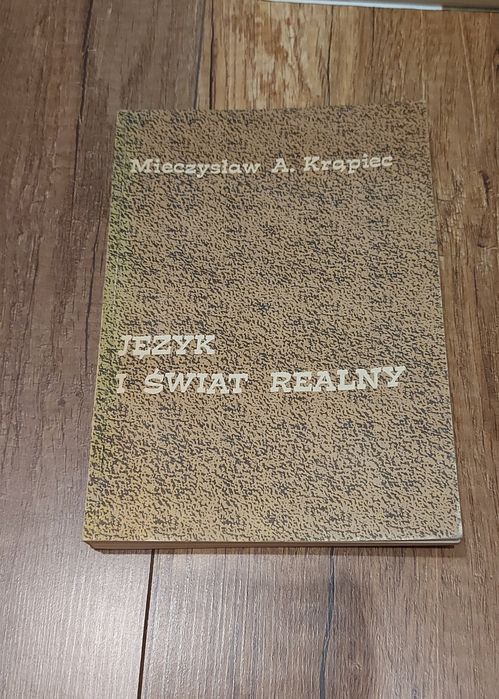 Mieczysław A. Krąpiec
JĘZYK
I ŚWIAT REALNY